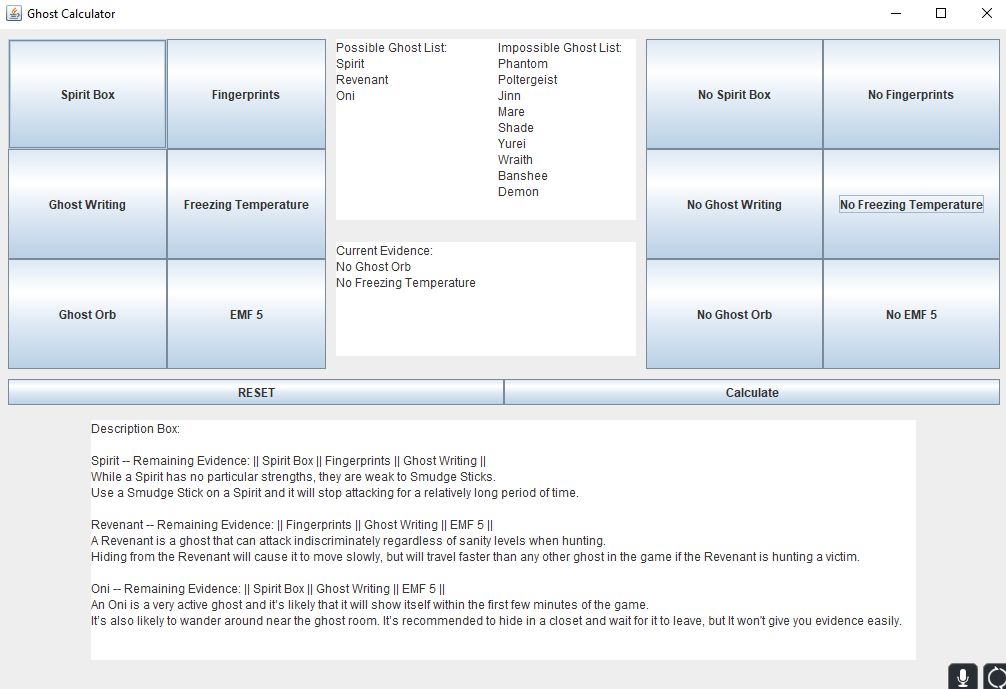 Ghost Calculator
Spirit Box
Fingerprints
Ghost Writing
Freezing Temperature
Ghost Orb
EMF 5
Possible Ghost List:
Spirit
Revenant
Oni
Impossible Ghost List:
Phantom
Poltergeist
Jinn
Mare
Shade
Yurei
Wraith
Banshee
Demon
Current Evidence:
No Ghost Orb
No Freezing Temperature
No Spirit Box
No Fingerprints
No Ghost Writing
No Freezing Temperature
No Ghost Orb
No EMF 5
RESET
Calculate
Description Box:
Spirit -- Remaining Evidence: || Spirit Box || Fingerprints || Ghost Writing ||
While a Spirit has no particular strengths, they are weak to Smudge Sticks.
Use a Smudge Stick on a Spirit and it will stop attacking for a relatively long period of time.
Revenant -- Remaining Evidence: || Fingerprints || Ghost Writing || EMF 5 ||
A Revenant is a ghost that can attack indiscriminately regardless of sanity levels when hunting.
Hiding from the Revenant will cause it to move slowly, but will travel faster than any other ghost in the game if the Revenant is hunting a victim.
Oni -- Remaining Evidence: || Spirit Box || Ghost Writing || EMF 5 ||
An Oni is a very active ghost and it's likely that it will show itself within the first few minutes of the game.
It's also likely to wander around near the ghost room. It's recommended to hide in a closet and wait for it to leave, but It won't give you evidence easily.